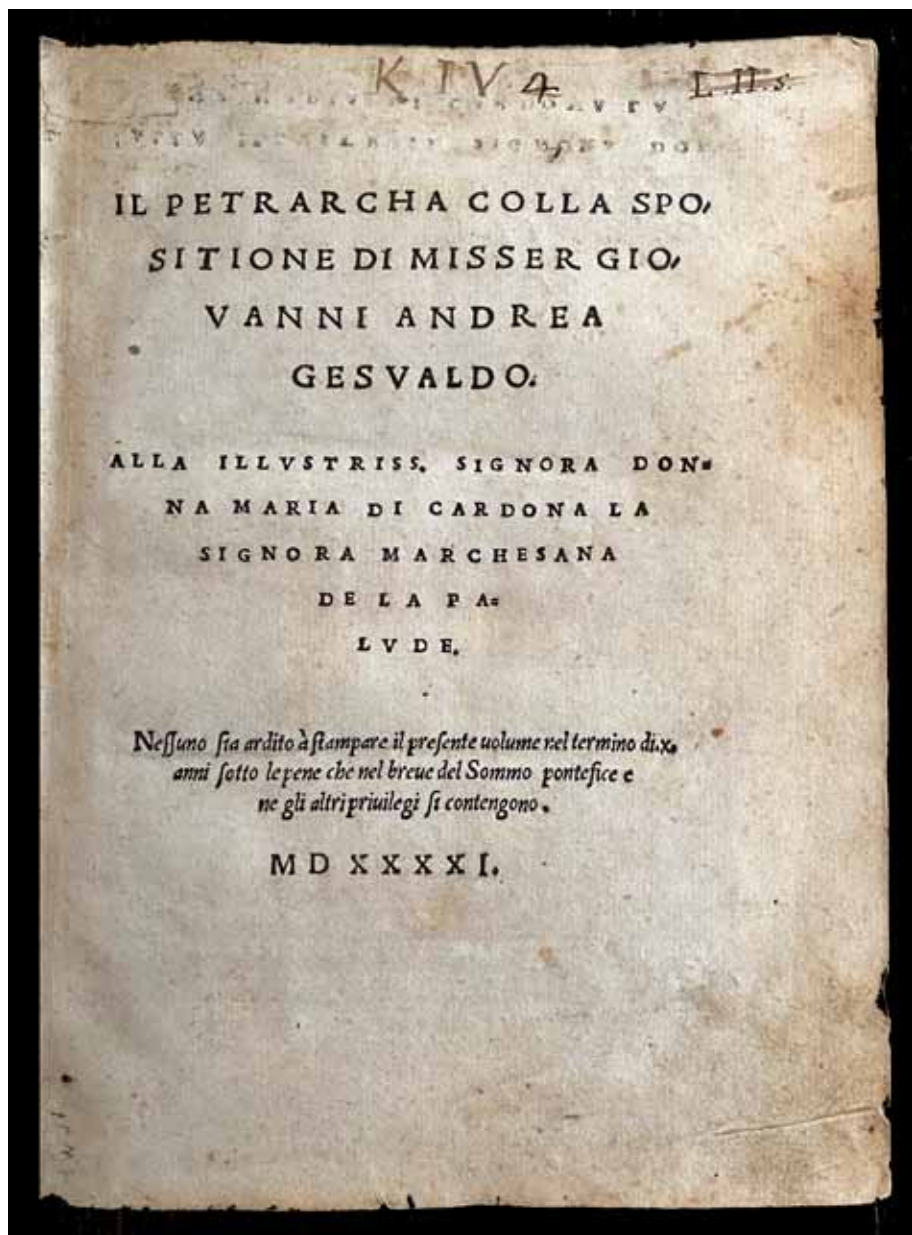 K IV 4
L. II. s.
IL PETRARCHA COLLA SPO,
SITIONE DI MISSER GIO,
VANNI ANDREA
GESVALDO.
ALLA ILLVSTRISS. SIGNORA DON=
NA MARIA DI CARDONA LA
SIGNORA MARCHESANA
DE LA PA=
LVDE.
Neſſuno ſia ardito à ſtampare il preſente uolume nel termino di.x.
anni ſotto le pene che nel breue del Sommo pontefice e
ne gli altri priuilegi ſi contengono.
MD XXXXI.